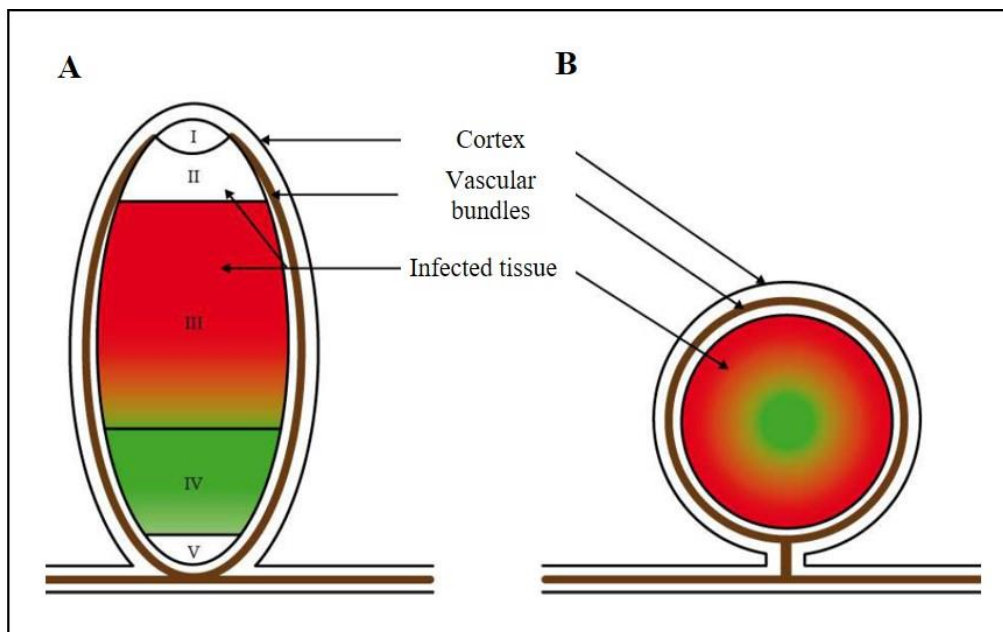 A
B
Cortex
Vascular
bundles
Infected tissue
I
II
III
IV
V